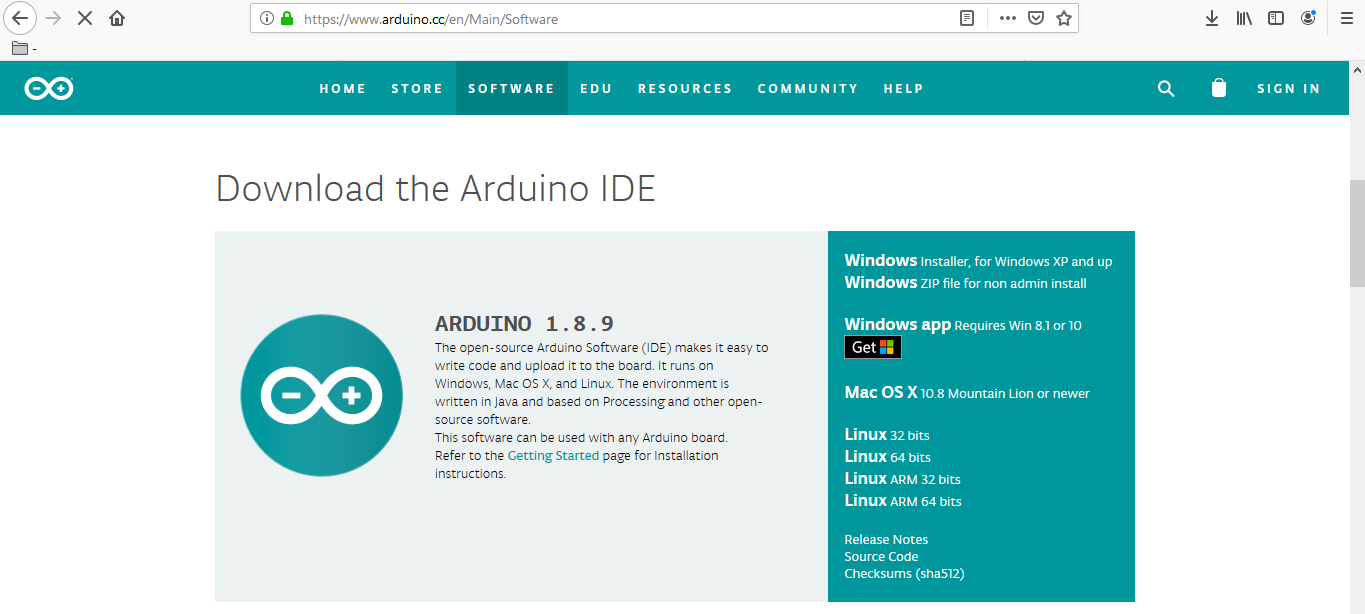 https://www.arduino.cc/en/Main/Software
-
HOME STORE SOFTWARE EDU RESOURCES COMMUNITY HELP SIGN IN
Download the Arduino IDE
ARDUINO 1.8.9
The open-source Arduino Software (IDE) makes it easy to
write code and upload it to the board. It runs on
Windows, Mac OS X, and Linux. The environment is
written in Java and based on Processing and other open-
source software.
This software can be used with any Arduino board.
Refer to the Getting Started page for Installation
instructions.
Windows Installer, for Windows XP and up
Windows ZIP file for non admin install
Windows app Requires Win 8.1 or 10
Get
Mac OS X 10.8 Mountain Lion or newer
Linux 32 bits
Linux 64 bits
Linux ARM 32 bits
Linux ARM 64 bits
Release Notes
Source Code
Checksums (sha512)